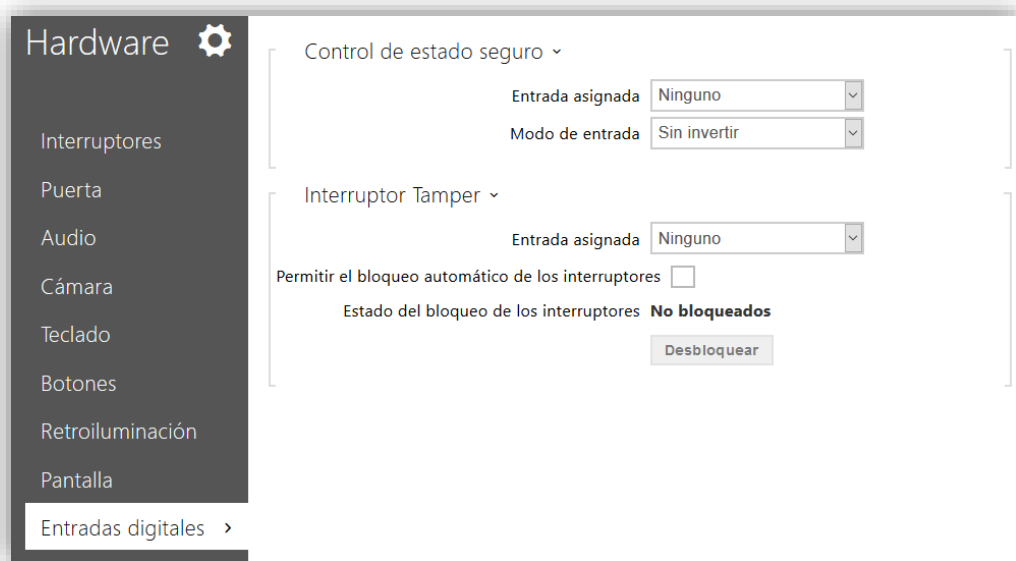 Hardware
Interruptores
Puerta
Audio
Cámara
Teclado
Botones
Retroiluminación
Pantalla
Entradas digitales
Control de estado seguro
Entrada asignada Ninguno
Modo de entrada Sin invertir
Interruptor Tamper
Entrada asignada Ninguno
Permitir el bloqueo automático de los interruptores
Estado del bloqueo de los interruptores No bloqueados
Desbloquear